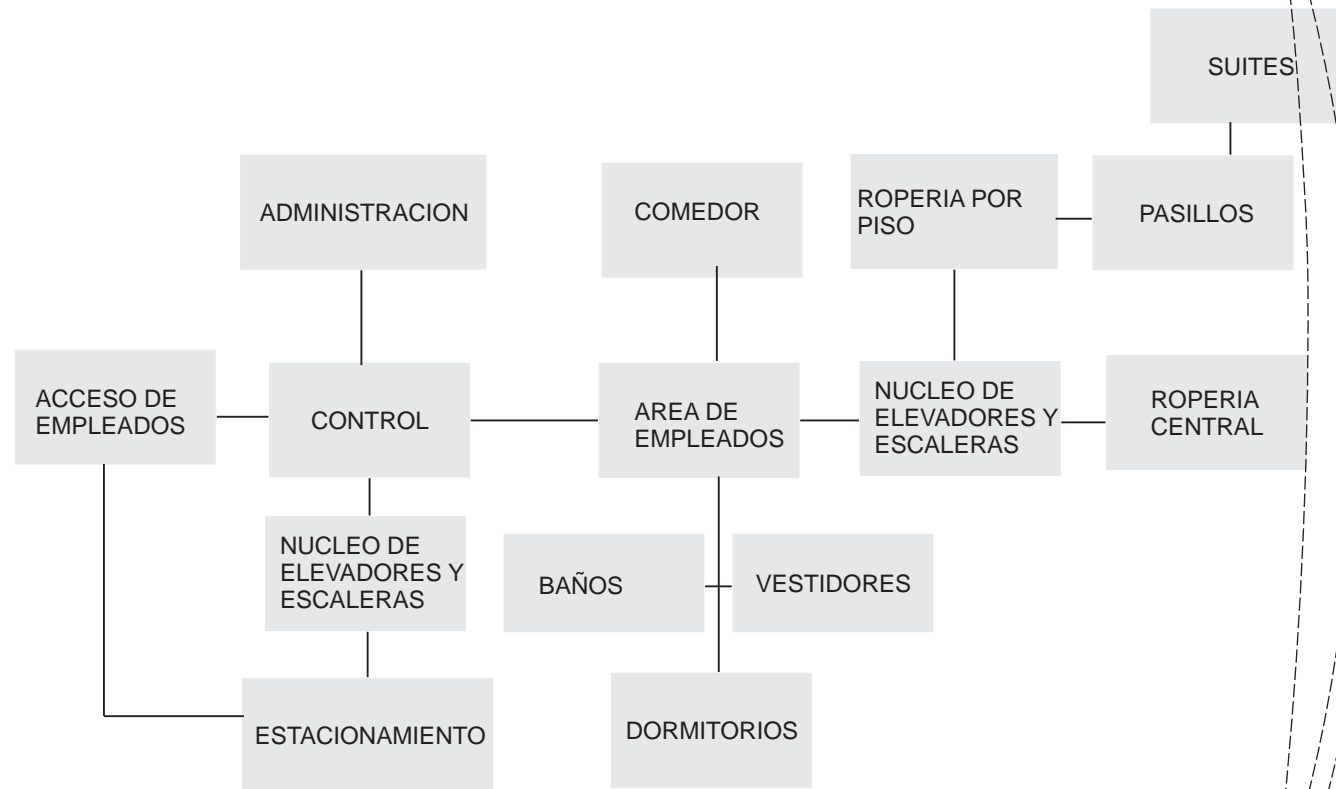 SUITES
ADMINISTRACION
COMEDOR
ROPERIA POR
PISO
PASILLOS
ACCESO DE
EMPLEADOS
CONTROL
AREA DE
EMPLEADOS
NUCLEO DE
ELEVADORES Y
ESCALERAS
ROPERIA
CENTRAL
NUCLEO DE
ELEVADORES Y
ESCALERAS
BAÑOS
VESTIDORES
ESTACIONAMIENTO
DORMITORIOS